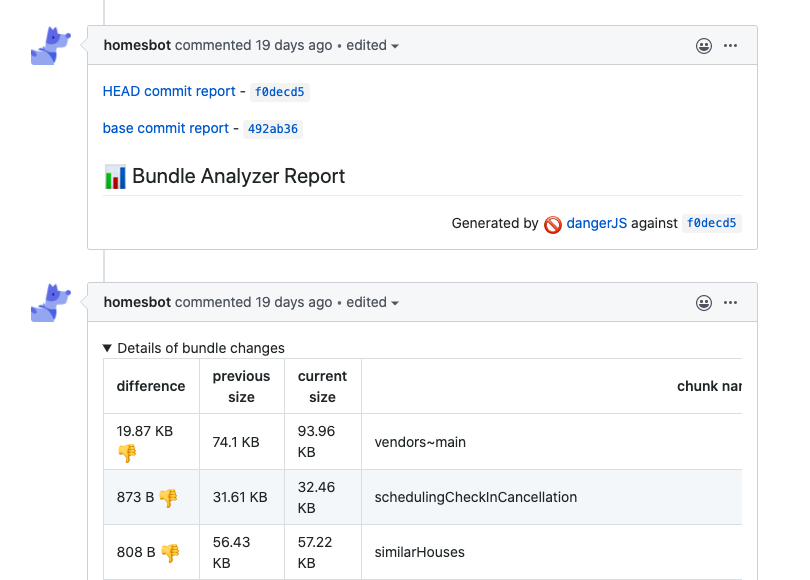 homesbot commented 19 days ago • edited
HEAD commit report - f0decd5
base commit report - 492ab36
Bundle Analyzer Report
Generated by dangerJS against f0decd5
homesbot commented 19 days ago • edited
Details of bundle changes
difference previous size current size chunk nar
19.87 KB 74.1 KB 93.96 KB vendors~main
873 B 31.61 KB 32.46 KB schedulingCheckInCancellation
808 B 56.43 KB 57.22 KB similarHouses